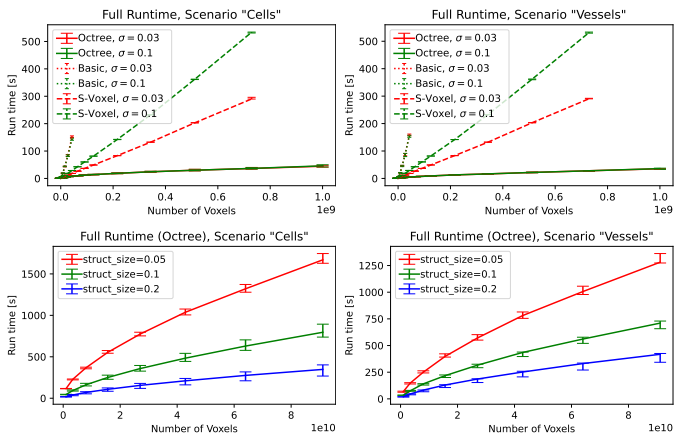 Full Runtime, Scenario "Cells"
Run time [s]
500
400
300
200
100
0
Octree, σ = 0.03
Octree, σ = 0.1
Basic, σ = 0.03
Basic, σ = 0.1
S-Voxel, σ = 0.03
S-Voxel, σ = 0.1
0.0 0.2 0.4 0.6 0.8 1.0
1e9
Number of Voxels
Full Runtime, Scenario "Vessels"
Run time [s]
500
400
300
200
100
0
Octree, σ = 0.03
Octree, σ = 0.1
Basic, σ = 0.03
Basic, σ = 0.1
S-Voxel, σ = 0.03
S-Voxel, σ = 0.1
0.0 0.2 0.4 0.6 0.8 1.0
1e9
Number of Voxels
Full Runtime (Octree), Scenario "Cells"
Run time [s]
1500
1000
500
0
struct_size=0.05
struct_size=0.1
struct_size=0.2
0 2 4 6 8
1e10
Number of Voxels
Full Runtime (Octree), Scenario "Vessels"
Run time [s]
1250
1000
750
500
250
0
struct_size=0.05
struct_size=0.1
struct_size=0.2
0 2 4 6 8
1e10
Number of Voxels